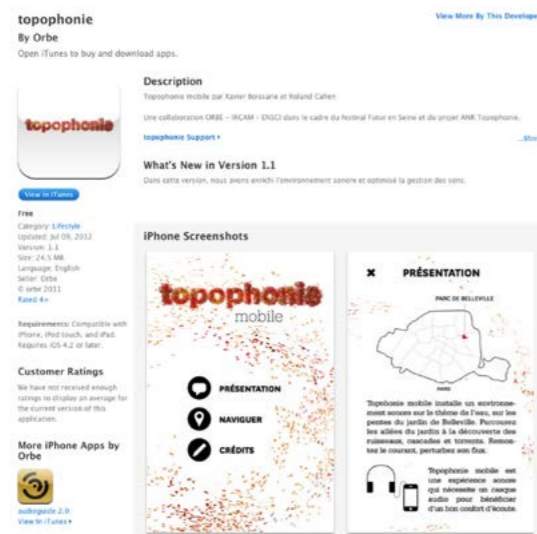 topophonie
View More By This Develope
By Orbe
Open iTunes to buy and download apps.
topophonie
View In iTunes
Free
Category: Lifestyle
Updated: Jul 09, 2012
Version: 1.1
Size: 24.5 MB
Language: English
Seller: Orbe
© orbe 2011
Rated 4+
Requirements: Compatible with
iPhone, iPod touch, and iPad.
Requires iOS 4.2 or later.
Customer Ratings
We have not received enough
ratings to display an average for
the current version of this
application.
More iPhone Apps by
Orbe
audioguide 2.0
View In iTunes
Description
Topophonie mobile par Xavier Boissarie et Roland Cahen
Une collaboration ORBE – IRCAM – ENSCI dans le cadre du festival Futur en Seine et du projet ANR Topophonie.
topophonie Support
...Mor
What's New in Version 1.1
Dans cette version, nous avons enrichi l'environnement sonore et optimisé la gestion des sons.
iPhone Screenshots
topophonie
mobile
PRÉSENTATION
NAVIGUER
CRÉDITS
PRÉSENTATION
PARC DE BELLEVILLE
PARIS
Topophonie mobile installe un environne-
ment sonore sur le thème de l'eau, sur les
pentes du jardin de Belleville. Parcourez
les allées du jardin à la découverte des
ruisseaux, cascades et torrents. Remon-
tez le courant, perturbez son flux.
Topophonie mobile est
une expérience sonore
qui nécessite un casque
audio pour bénéficier
d'un bon confort d'écoute.